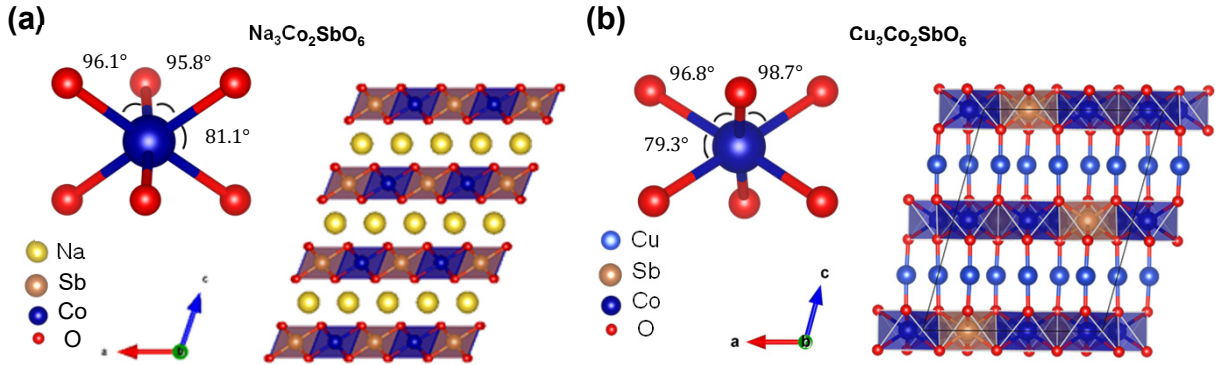 (a)
Na₃Co₂SbO₆
96.1°
95.8°
81.1°
Na
Sb
Co
O
a
b
c
(b)
Cu₃Co₂SbO₆
96.8°
98.7°
79.3°
Cu
Sb
Co
O
a
b
c